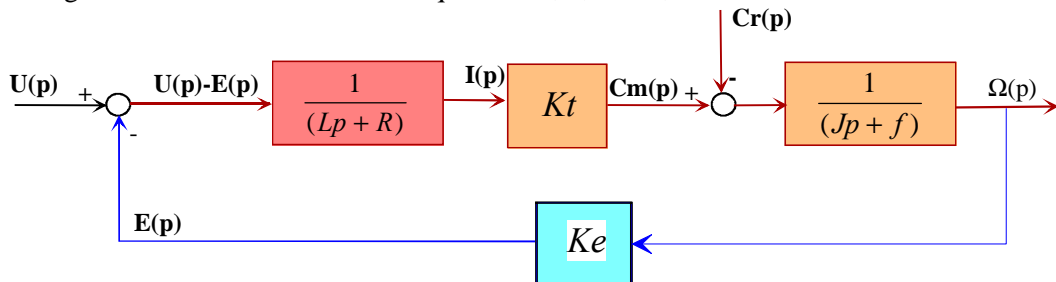 Cr(p)
U(p)
+
-
U(p)-E(p)
1
(Lp + R)
I(p)
Kt
Cm(p)
+
-
1
(Jp + f)
Ω(p)
E(p)
Ke